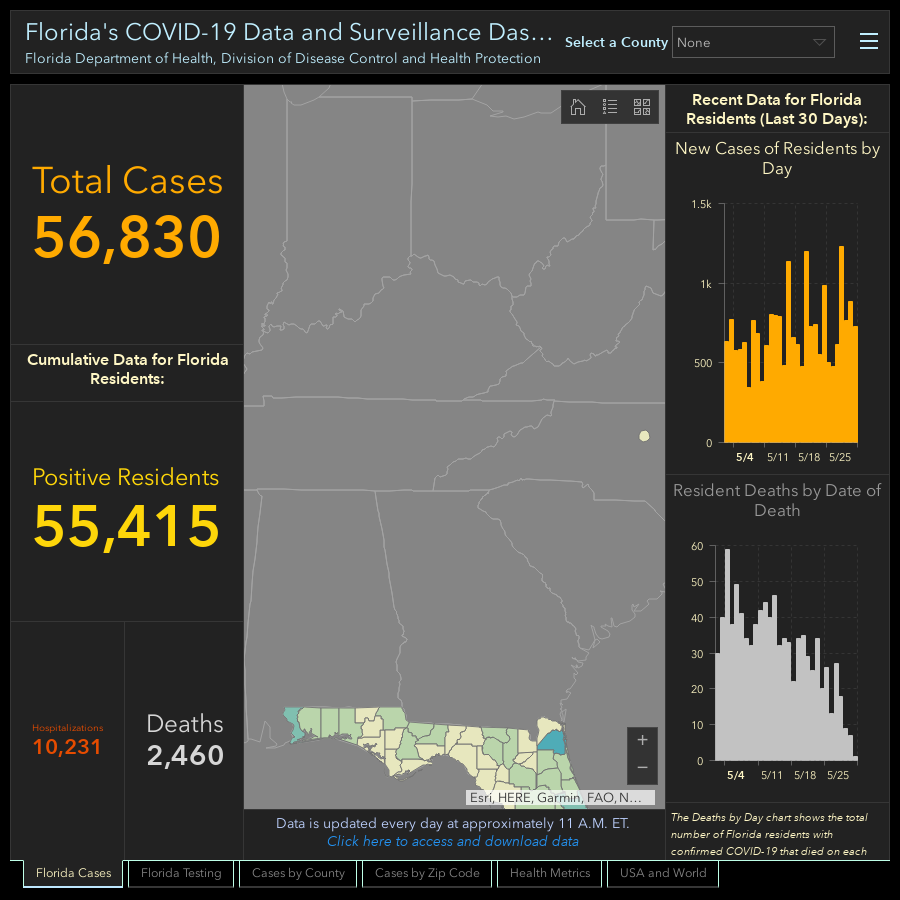 Florida's COVID-19 Data and Surveillance Das...
Florida Department of Health, Division of Disease Control and Health Protection
Select a County
None
Total Cases
56,830
Cumulative Data for Florida
Residents:
Positive Residents
55,415
Hospitalizations
10,231
Deaths
2,460
+
−
Esri, HERE, Garmin, FAO, N...
Data is updated every day at approximately 11 A.M. ET.
Click here to access and download data
Recent Data for Florida
Residents (Last 30 Days):
New Cases of Residents by
Day
1.5k
1k
500
0
5/4 5/11 5/18 5/25
Resident Deaths by Date of
Death
60
50
40
30
20
10
0
5/4 5/11 5/18 5/25
The Deaths by Day chart shows the total
number of Florida residents with
confirmed COVID-19 that died on each
Florida Cases
Florida Testing
Cases by County
Cases by Zip Code
Health Metrics
USA and World